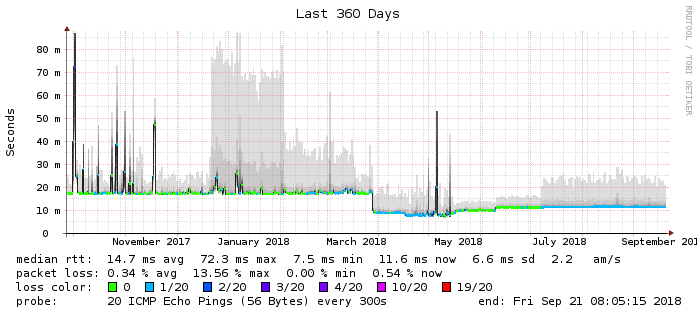 Last 360 Days
RRDTOOL / TOBI OETIKER
Seconds
80 m
70 m
60 m
50 m
40 m
30 m
20 m
10 m
0
November 2017 January 2018 March 2018 May 2018 July 2018 September 201
median rtt: 14.7 ms avg 72.3 ms max 7.5 ms min 11.6 ms now 6.6 ms sd 2.2 am/s
packet loss: 0.34 % avg 13.56 % max 0.00 % min 0.54 % now
loss color: 0 1/20 2/20 3/20 4/20 10/20 19/20
probe: 20 ICMP Echo Pings (56 Bytes) every 300s end: Fri Sep 21 08:05:15 2018